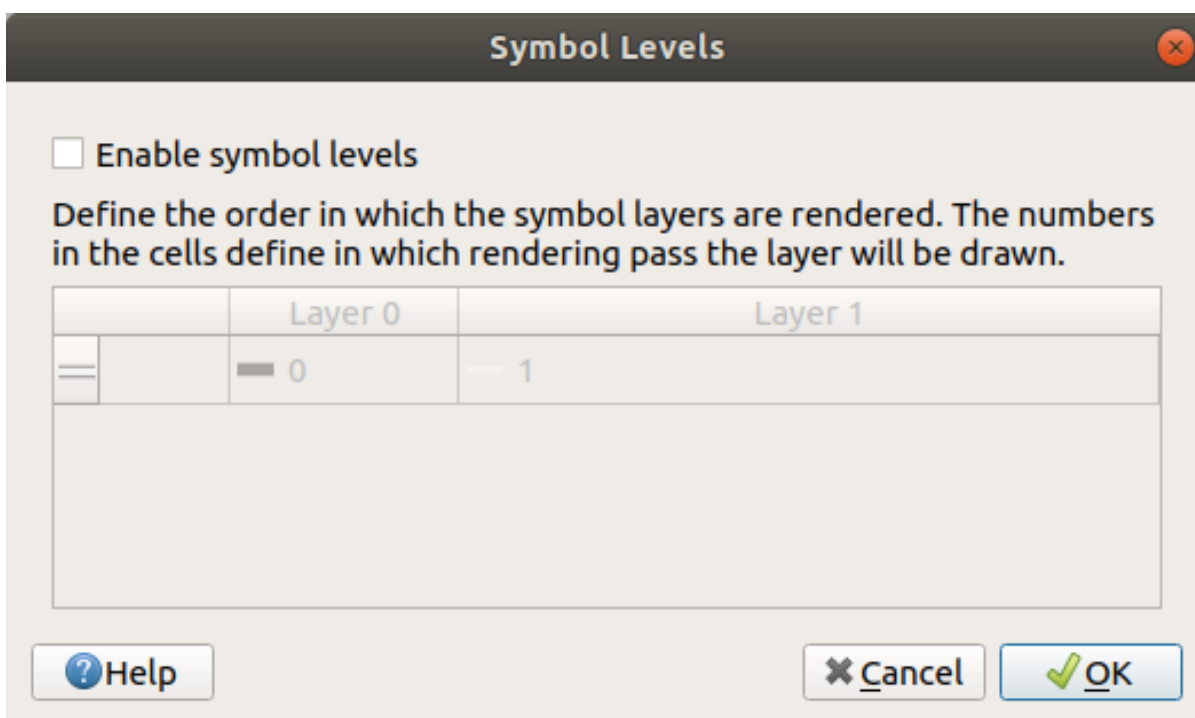 Symbol Levels
Enable symbol levels
Define the order in which the symbol layers are rendered. The numbers
in the cells define in which rendering pass the layer will be drawn.
Layer 0 Layer 1
0 1
Help Cancel OK